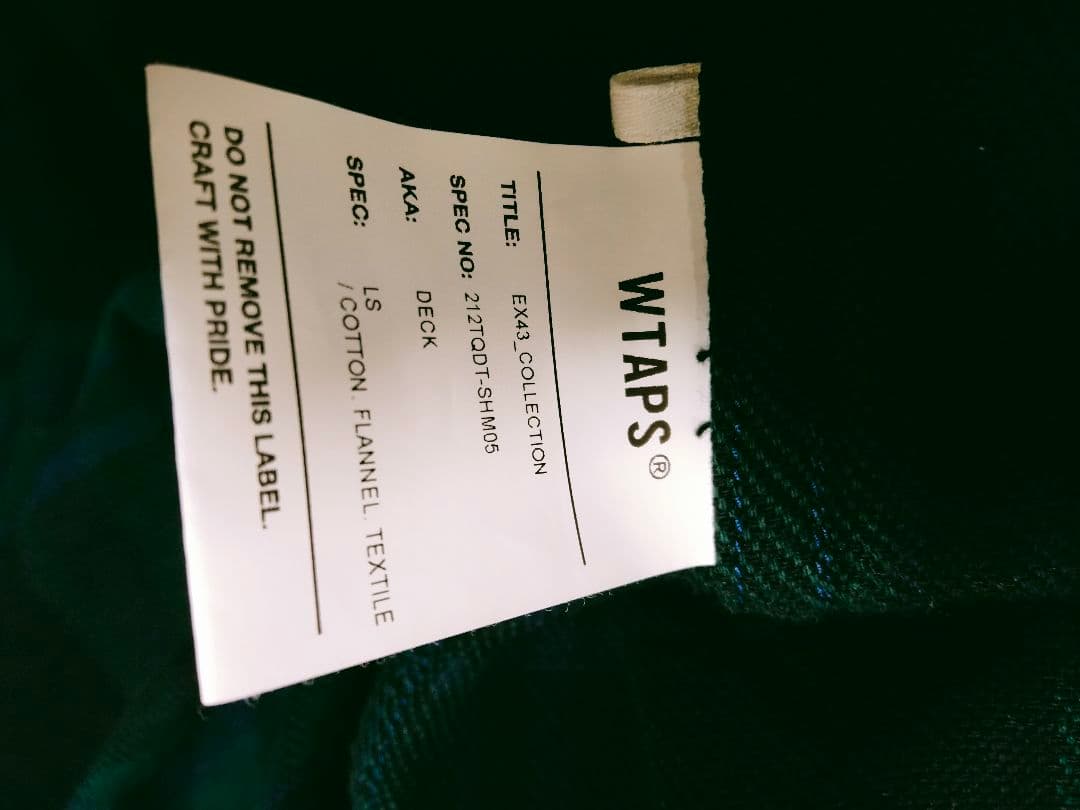 WTAPS®
TITLE: EX43_COLLECTION
SPEC NO: 212TQDT-SHM05
AKA: DECK
SPEC: LS
/ COTTON. FLANNEL. TEXTILE
DO NOT REMOVE THIS LABEL.
CRAFT WITH PRIDE.